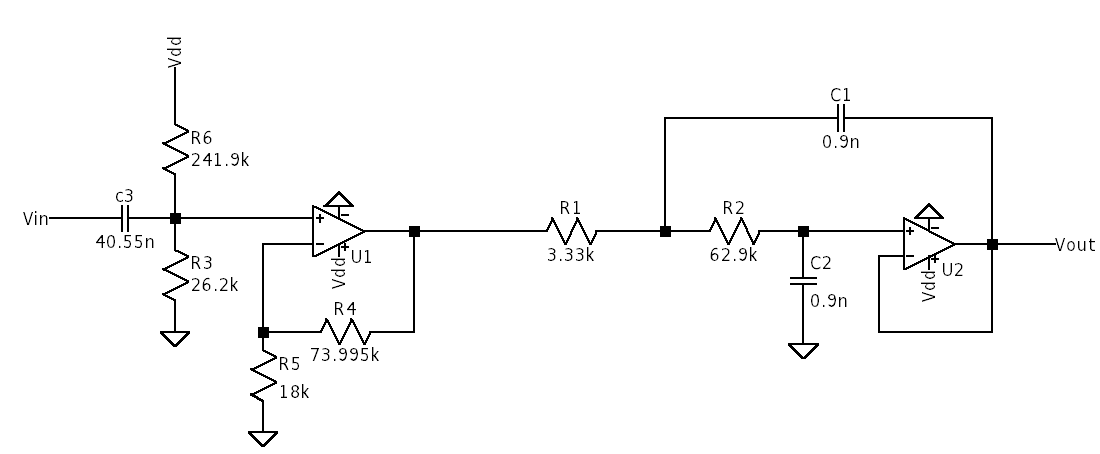 Vdd
R6
241.9k
c3
Vin
40.55n
R3
26.2k
+
−
−
+
Vdd
U1
R4
73.995k
R5
18k
R1
3.33k
C1
0.9n
R2
62.9k
C2
0.9n
+
−
−
+
Vdd
U2
Vout